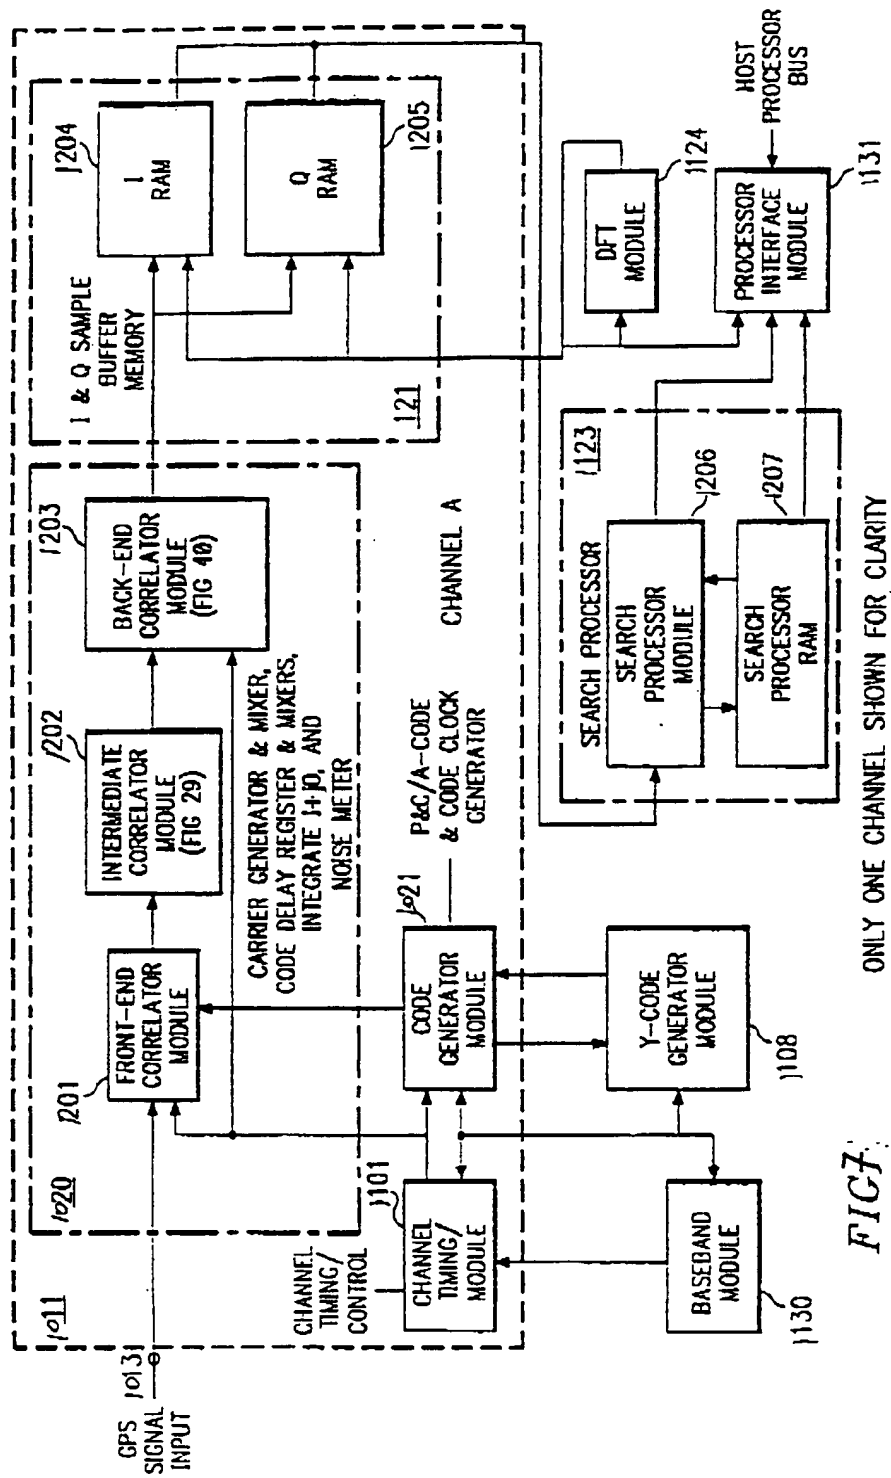 GPS
SIGNAL
INPUT
1013
1011
1020
1201
FRONT-END
CORRELATOR
MODULE
1202
INTERMEDIATE
CORRELATOR
MODULE
(FIG 29)
1203
BACK-END
CORRELATOR
MODULE
(FIG 40)
CARRIER GENERATOR & MIXER,
CODE DELAY REGISTER & MIXERS,
INTEGRATE I+jQ, AND
NOISE METER
I & Q SAMPLE
BUFFER
MEMORY
1121
1204
I
RAM
Q
RAM
1205
CHANNEL
TIMING/
CONTROL
1101
CHANNEL
TIMING/
MODULE
1021
CODE
GENERATOR
MODULE
P&C/A-CODE
& CODE CLOCK
GENERATOR
CHANNEL A
BASEBAND
MODULE
1130
Y-CODE
GENERATOR
MODULE
1108
SEARCH PROCESSOR
1123
SEARCH
PROCESSOR
MODULE
1206
SEARCH
PROCESSOR
RAM
1207
DFT
MODULE
1124
PROCESSOR
INTERFACE
MODULE
1131
HOST
PROCESSOR
BUS
ONLY ONE CHANNEL SHOWN FOR CLARITY
FIG 7